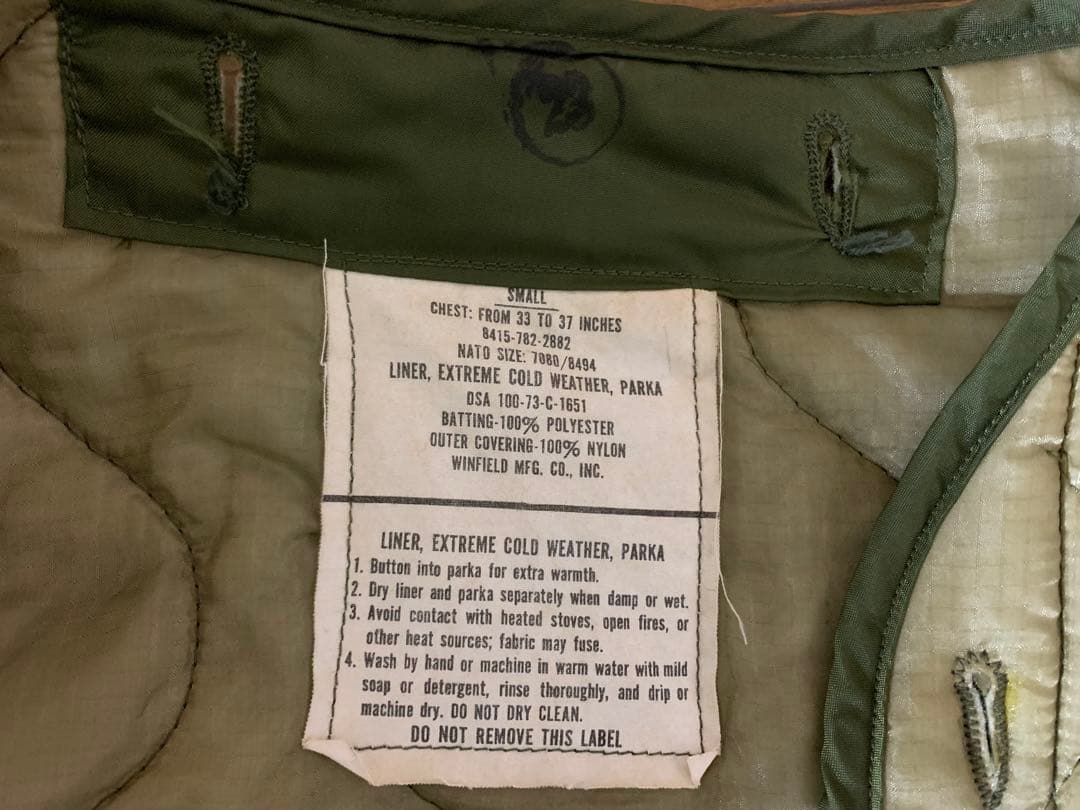 SMALL
CHEST: FROM 33 TO 37 INCHES
8415-782-2882
NATO SIZE: 7080/8494
LINER, EXTREME COLD WEATHER, PARKA
DSA 100-73-C-1651
BATTING-100% POLYESTER
OUTER COVERING-100% NYLON
WINFIELD MFG. CO., INC.
LINER, EXTREME COLD WEATHER, PARKA
1. Button into parka for extra warmth.
2. Dry liner and parka separately when damp or wet.
3. Avoid contact with heated stoves, open fires, or
other heat sources; fabric may fuse.
4. Wash by hand or machine in warm water with mild
soap or detergent, rinse thoroughly, and drip or
machine dry. DO NOT DRY CLEAN.
DO NOT REMOVE THIS LABEL